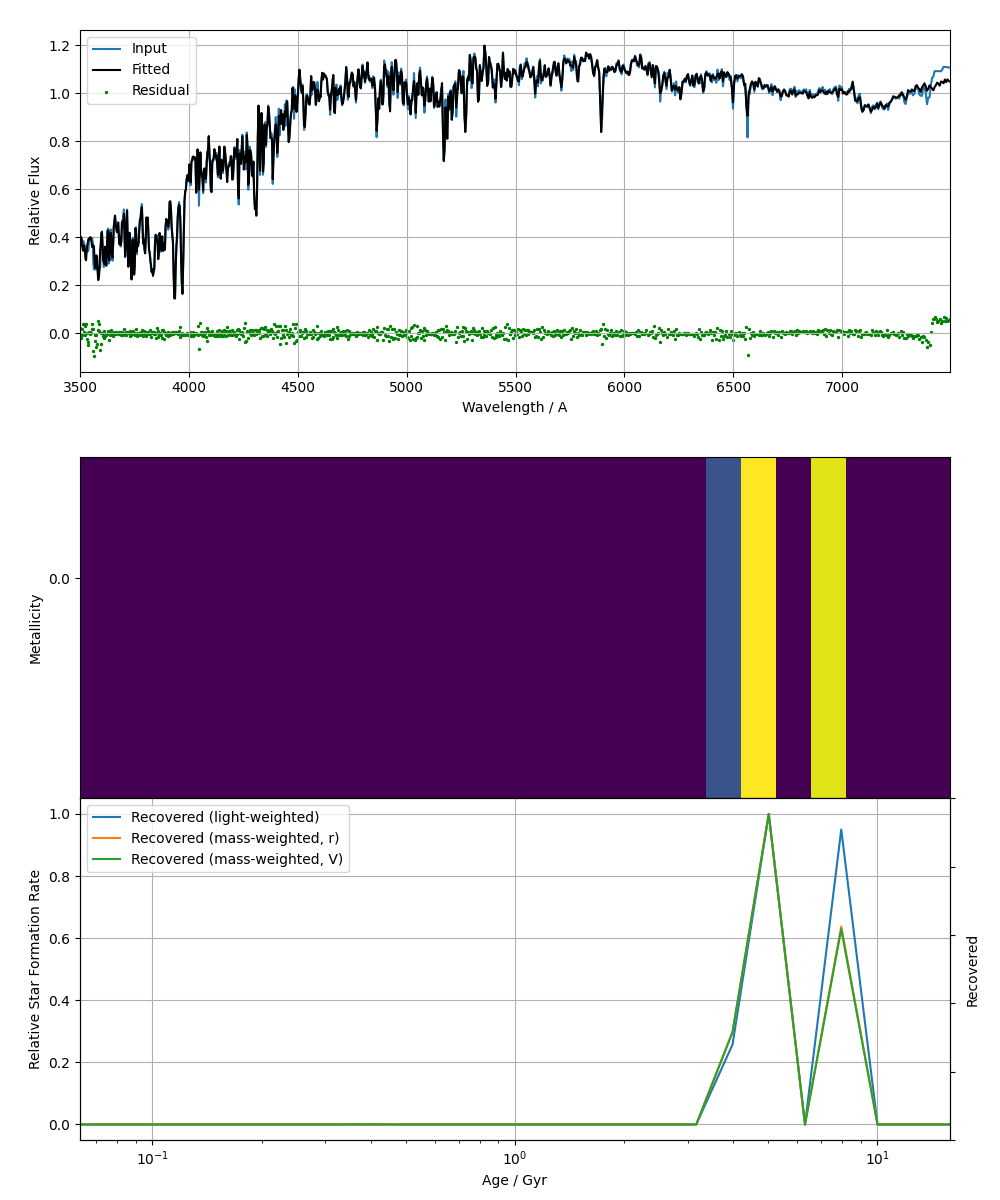 Input
Fitted
Residual
1.2
1.0
0.8
0.6
0.4
0.2
0.0
Relative Flux
3500 4000 4500 5000 5500 6000 6500 7000
Wavelength / A
0.0
Metallicity
Recovered (light-weighted)
Recovered (mass-weighted, r)
Recovered (mass-weighted, V)
1.0
0.8
0.6
0.4
0.2
0.0
Relative Star Formation Rate
Recovered
10⁻¹ 10⁰ 10¹
Age / Gyr